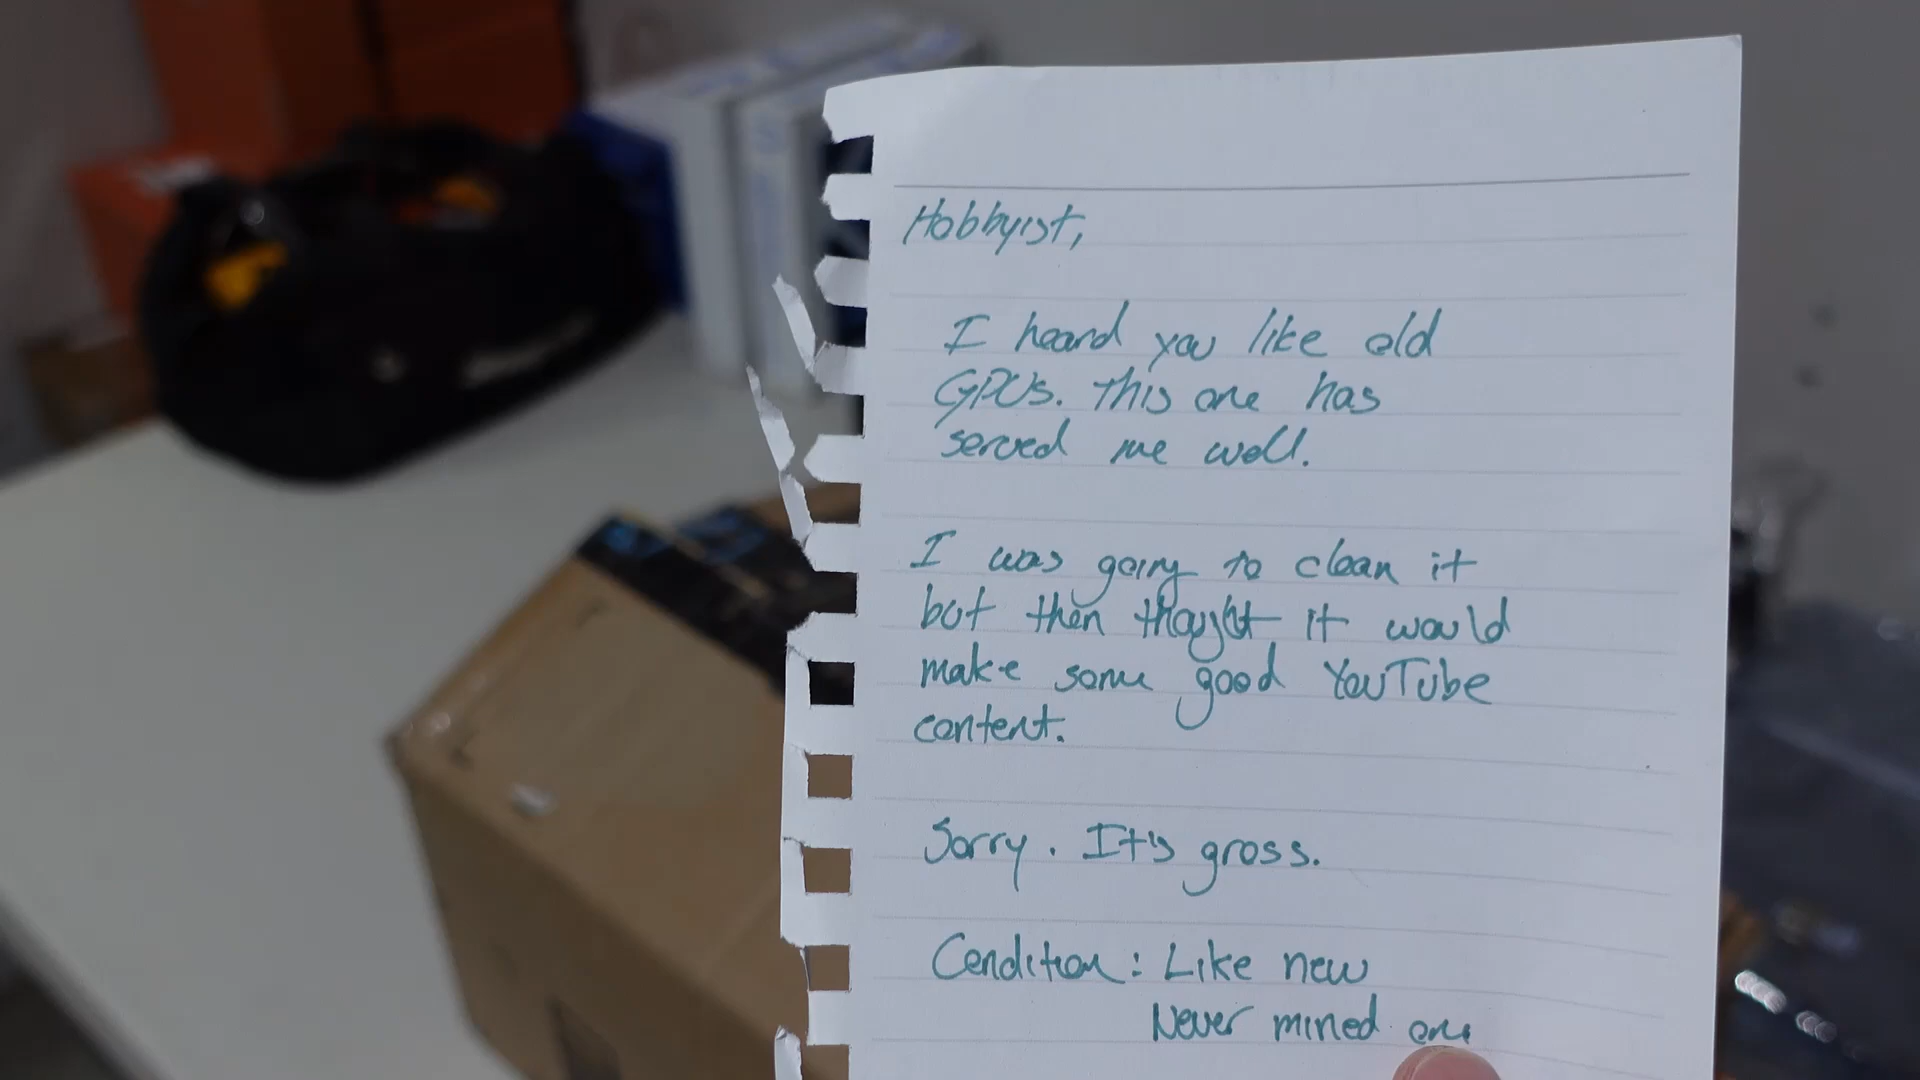 Hobbyist,
I heard you like old
GPUs. This one has
served me well.
I was going to clean it
but then thought it would
make some good YouTube
content.
Sorry. It's gross.
Condition: Like new
Never mined on